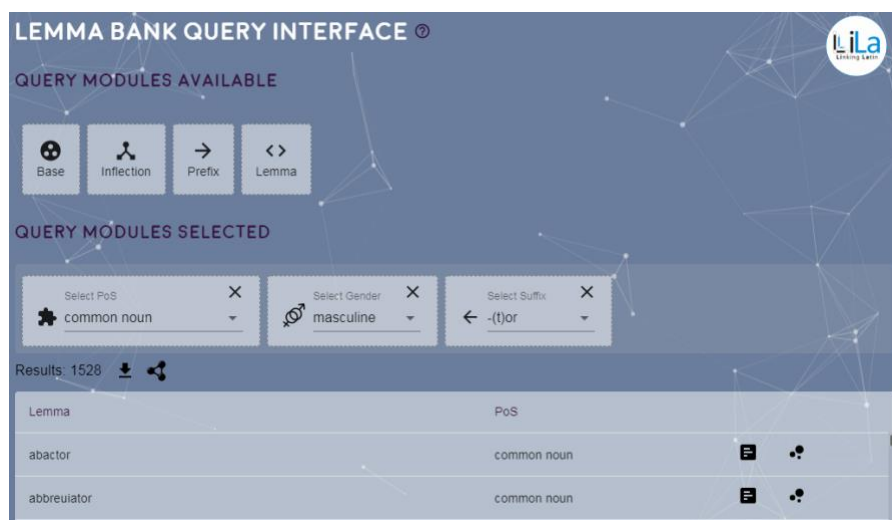 LEMMA BANK QUERY INTERFACE
LiLa
Linking Latin
QUERY MODULES AVAILABLE
Base Inflection Prefix Lemma
QUERY MODULES SELECTED
Select PoS Select Gender Select Suffix
common noun masculine -(t)or
Results: 1528
Lemma PoS
abactor common noun
abbreuiator common noun